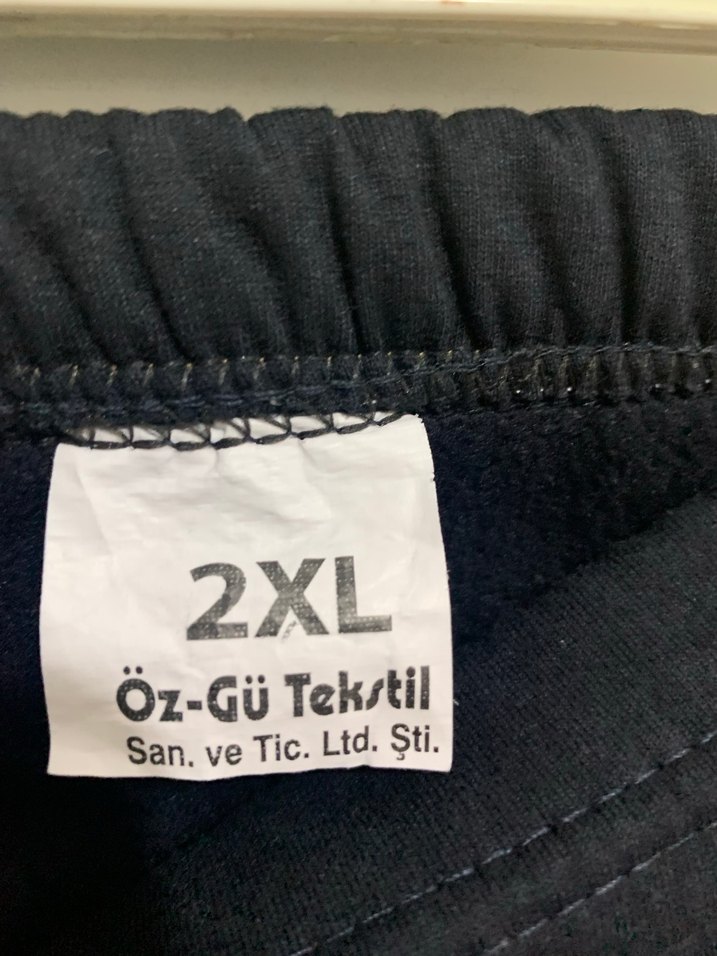 2XL
Öz-Gü Tekstil
San. ve Tic. Ltd. Şti.